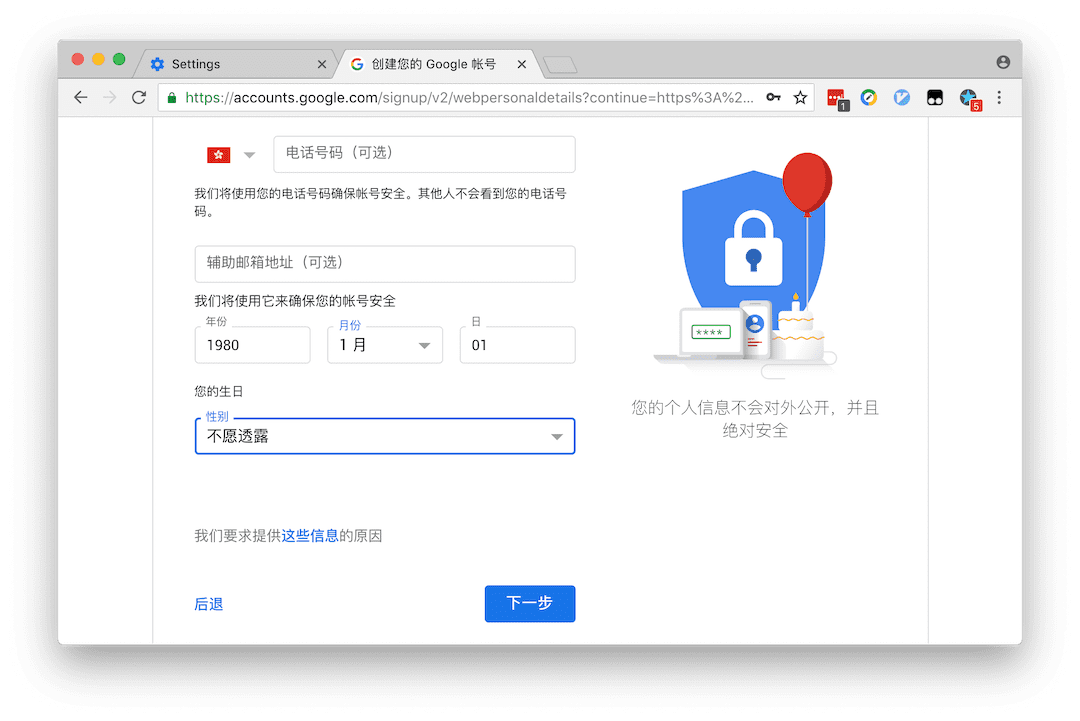 Settings
创建您的 Google 帐号
https://accounts.google.com/signup/v2/webpersonaldetails?continue=https%3A%2...
1
5
电话号码（可选）
我们将使用您的电话号码确保帐号安全。其他人不会看到您的电话号
码。
辅助邮箱地址（可选）
我们将使用它来确保您的帐号安全
年份
1980
月份
1 月
日
01
您的生日
性别
不愿透露
我们要求提供这些信息的原因
后退
下一步
****
您的个人信息不会对外公开，并且
绝对安全